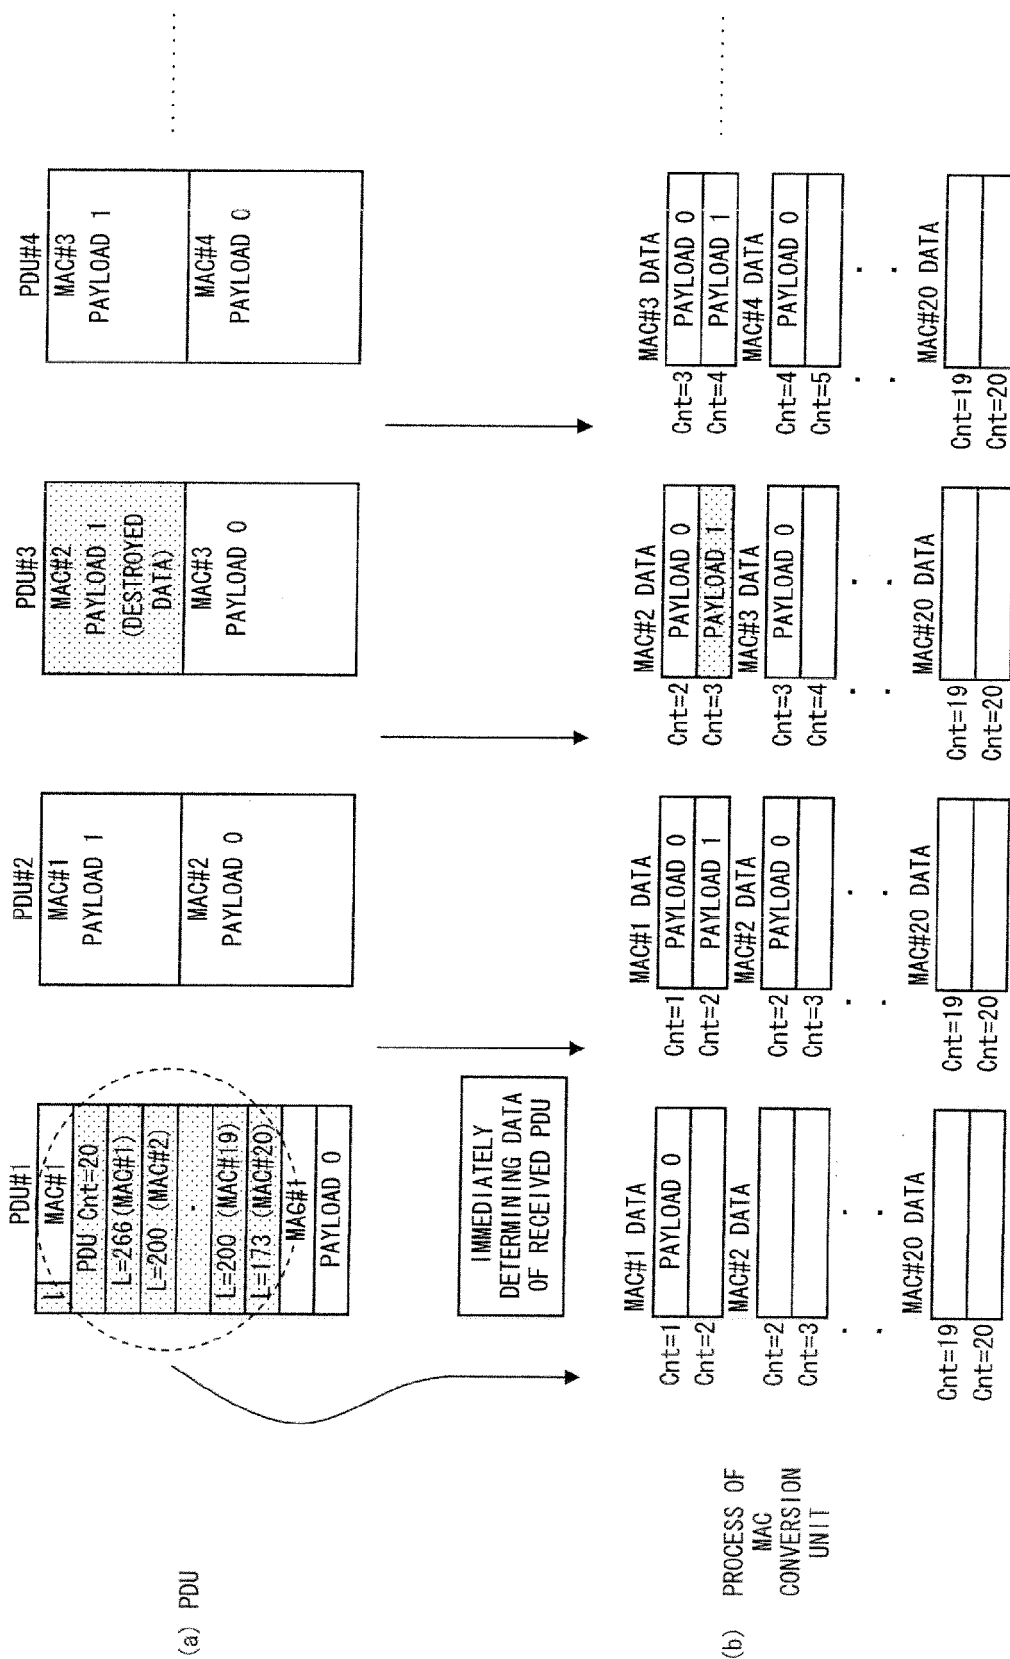 (a) PDU
PDU#1
L1 MAC#1
PDU Cnt=20
L=266 (MAC#1)
L=200 (MAC#2)
L=200 (MAC#19)
L=173 (MAC#20)
MAC#1
PAYLOAD 0
PDU#2
MAC#1
PAYLOAD 1
MAC#2
PAYLOAD 0
PDU#3
MAC#2
PAYLOAD 1
(DESTROYED
DATA)
MAC#3
PAYLOAD 0
PDU#4
MAC#3
PAYLOAD 1
MAC#4
PAYLOAD 0
IMMEDIATELY
DETERMINING DATA
OF RECEIVED PDU
(b) PROCESS OF
MAC
CONVERSION
UNIT
MAC#1 DATA
Cnt=1 PAYLOAD 0
Cnt=2
MAC#2 DATA
Cnt=2
Cnt=3
MAC#20 DATA
Cnt=19
Cnt=20
MAC#1 DATA
Cnt=1 PAYLOAD 0
Cnt=2 PAYLOAD 1
MAC#2 DATA
Cnt=2 PAYLOAD 0
Cnt=3
MAC#20 DATA
Cnt=19
Cnt=20
MAC#2 DATA
Cnt=2 PAYLOAD 0
Cnt=3 PAYLOAD 1
MAC#3 DATA
Cnt=3 PAYLOAD 0
Cnt=4
MAC#20 DATA
Cnt=19
Cnt=20
MAC#3 DATA
Cnt=3 PAYLOAD 0
Cnt=4 PAYLOAD 1
MAC#4 DATA
Cnt=4 PAYLOAD 0
Cnt=5
MAC#20 DATA
Cnt=19
Cnt=20